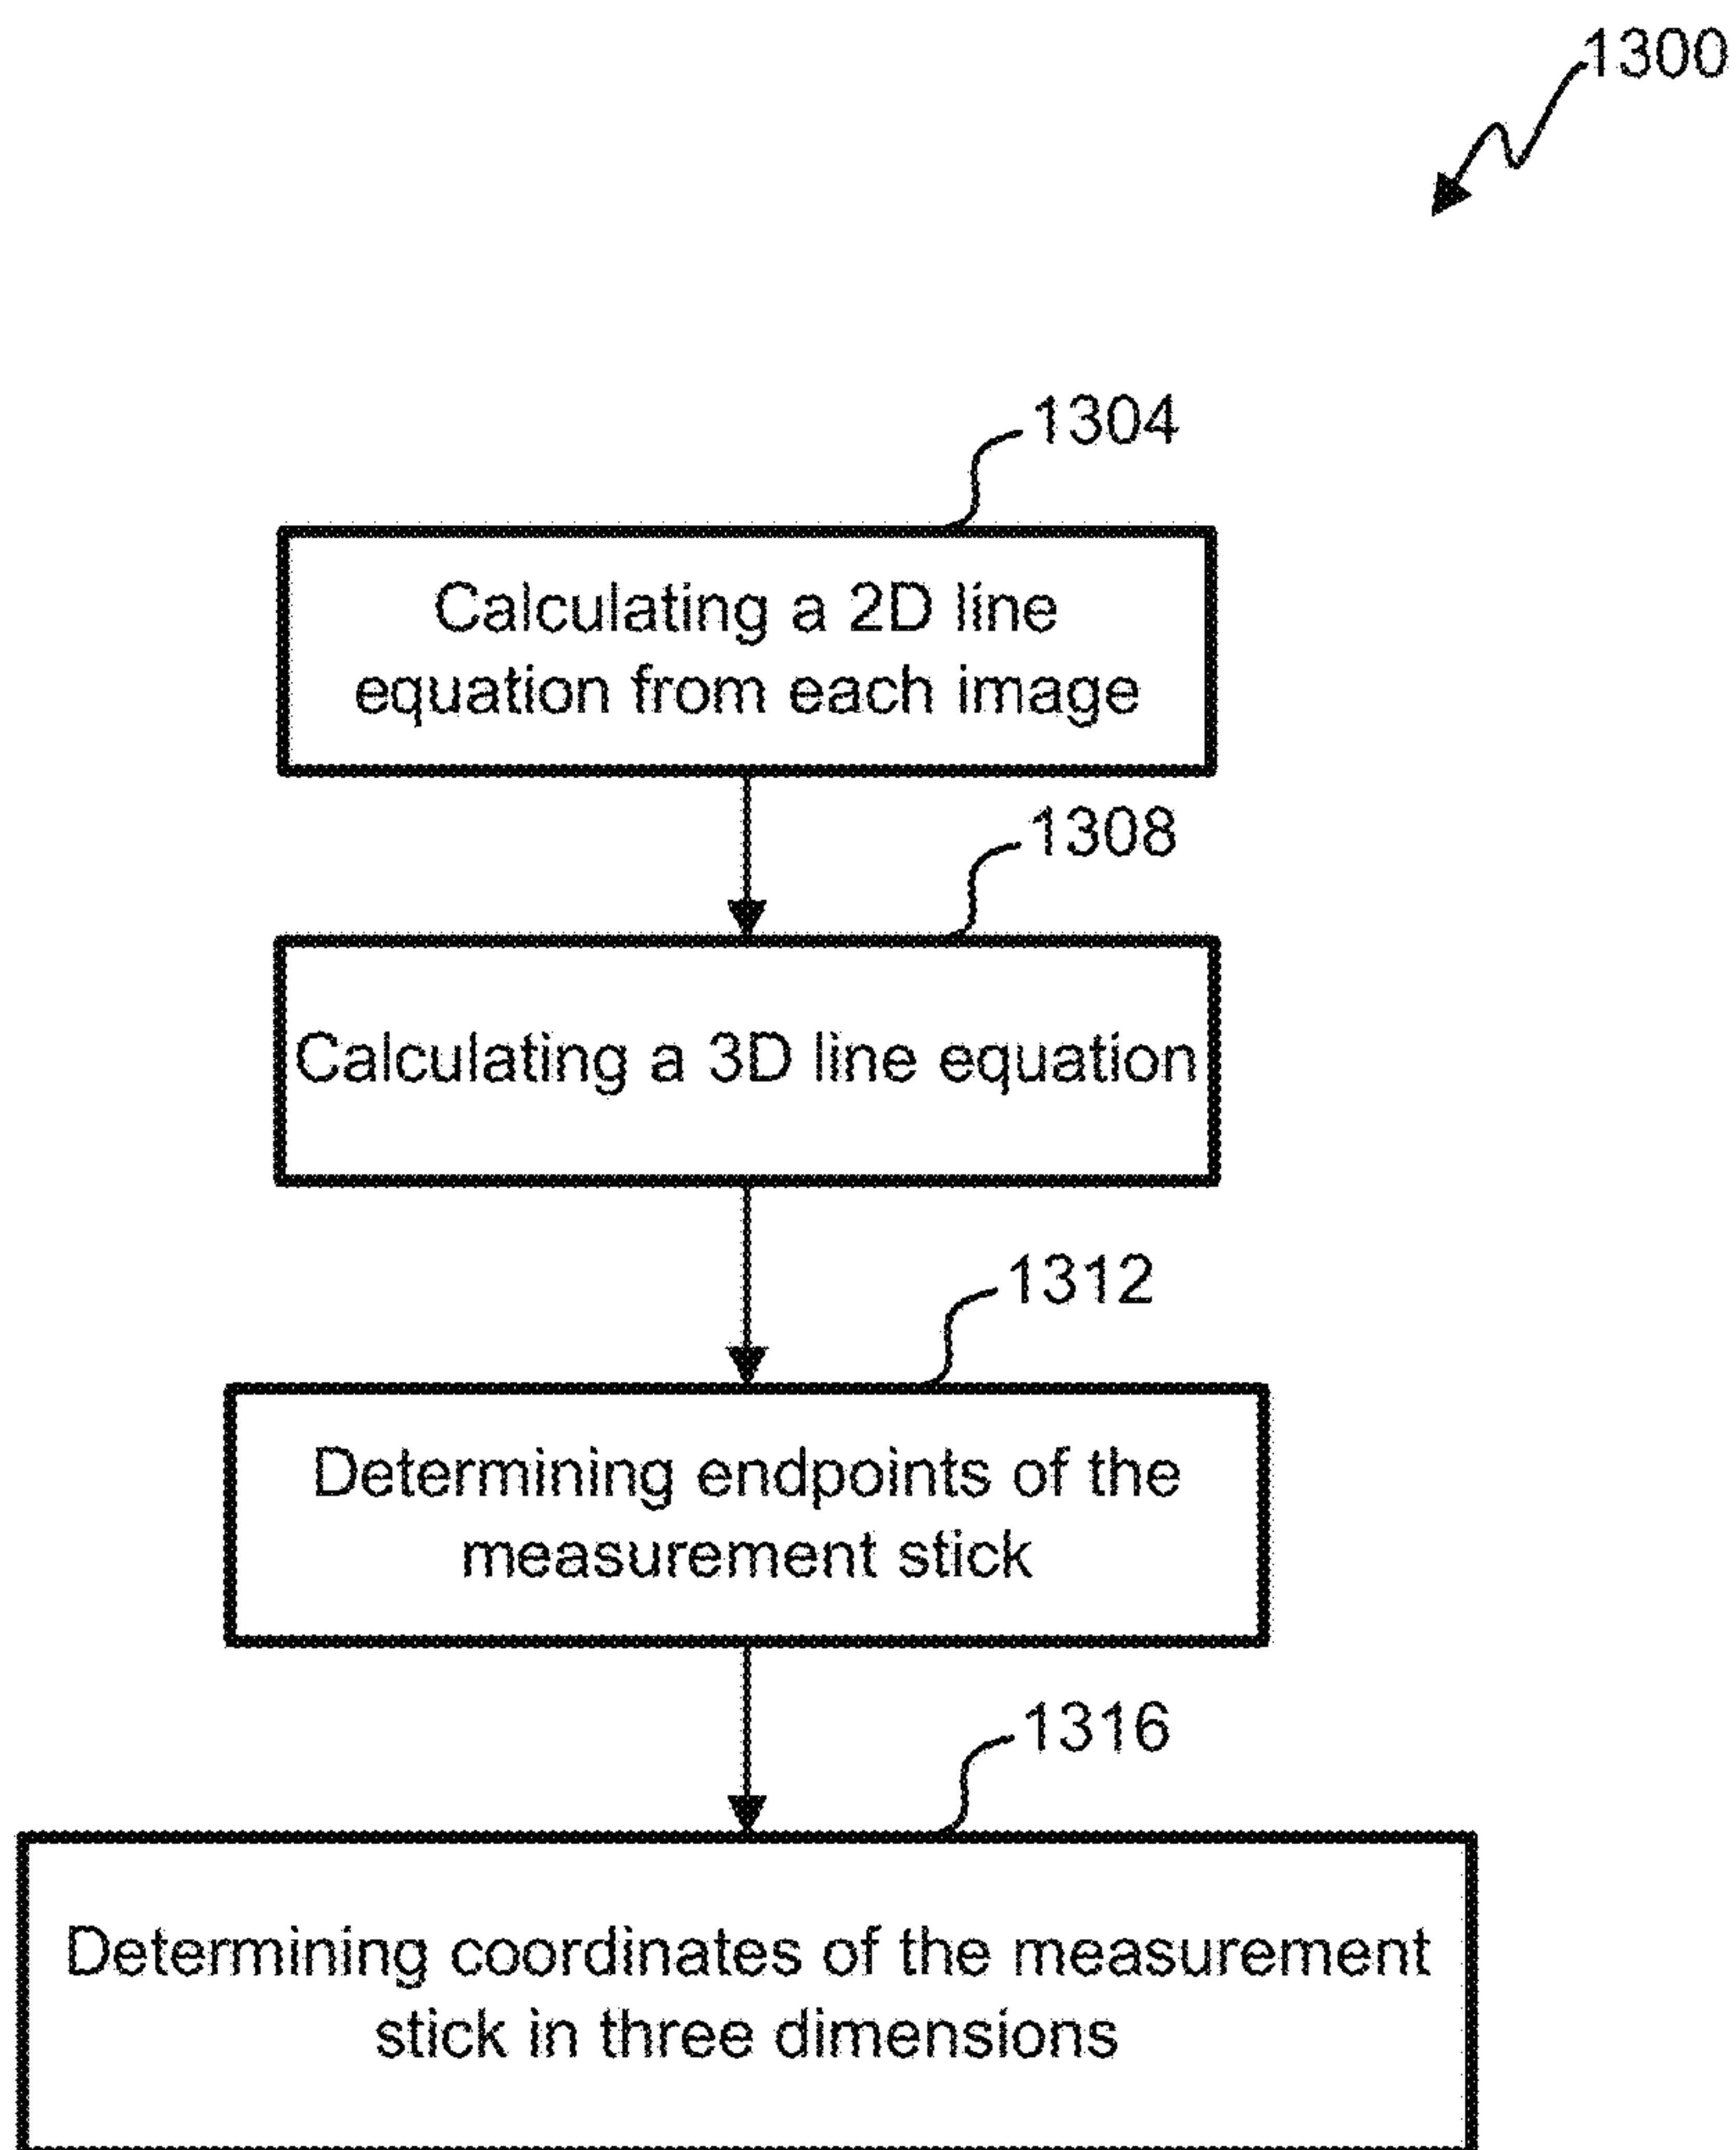 1300
1304
Calculating a 2D line
equation from each image
1308
Calculating a 3D line equation
1312
Determining endpoints of the
measurement stick
1316
Determining coordinates of the measurement
stick in three dimensions